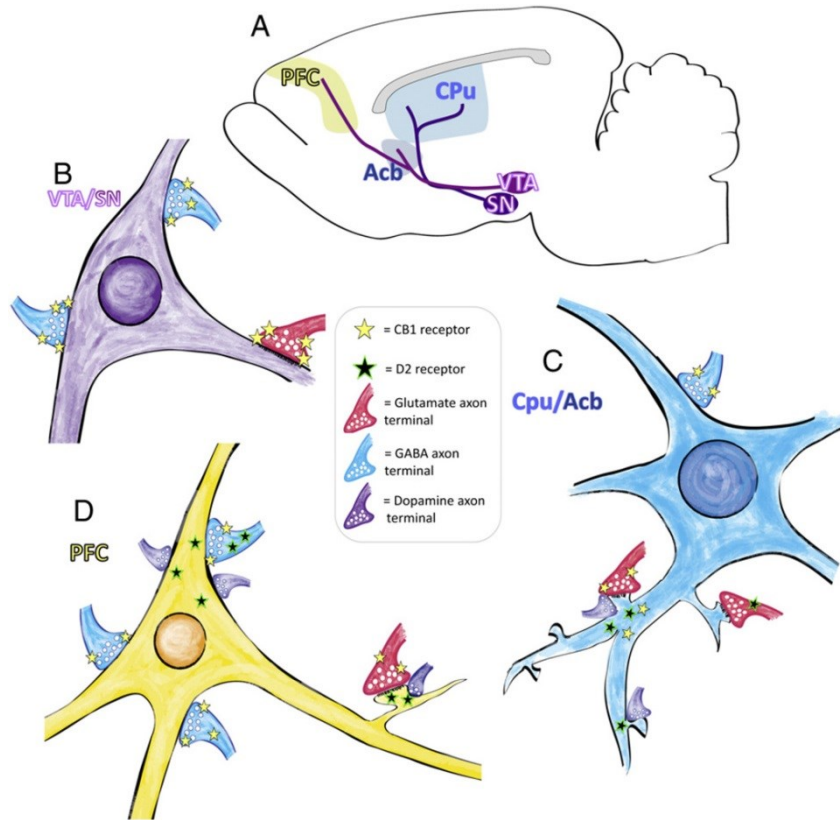 A
PFC
CPu
Acb
VTA
SN
B
VTA/SN
= CB1 receptor
= D2 receptor
= Glutamate axon
terminal
= GABA axon
terminal
= Dopamine axon
terminal
C
Cpu/Acb
D
PFC